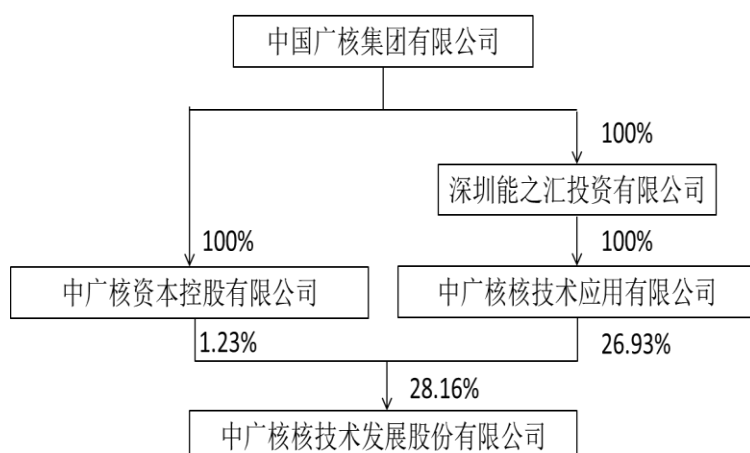 中国广核集团有限公司
100%
深圳能之汇投资有限公司
100%
100%
中广核资本控股有限公司
中广核核技术应用有限公司
1.23%
26.93%
28.16%
中广核核技术发展股份有限公司